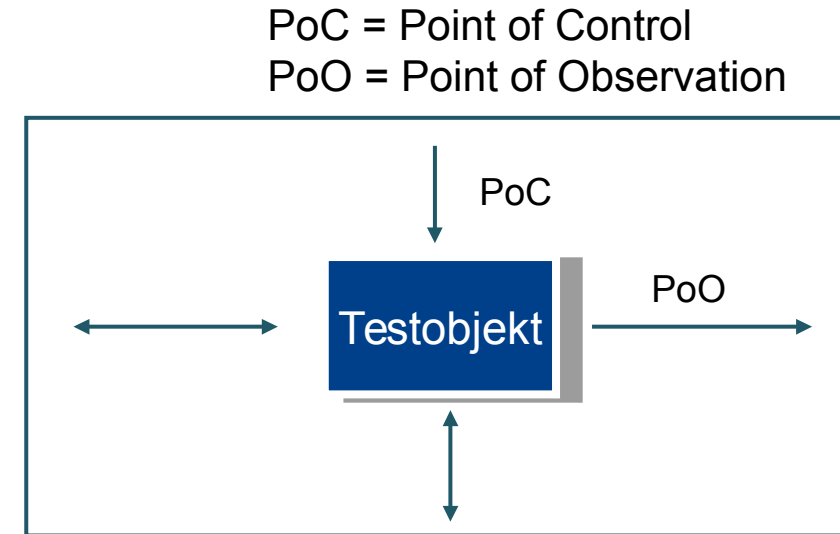 PoC = Point of Control
PoO = Point of Observation
PoC
PoO
Testobjekt